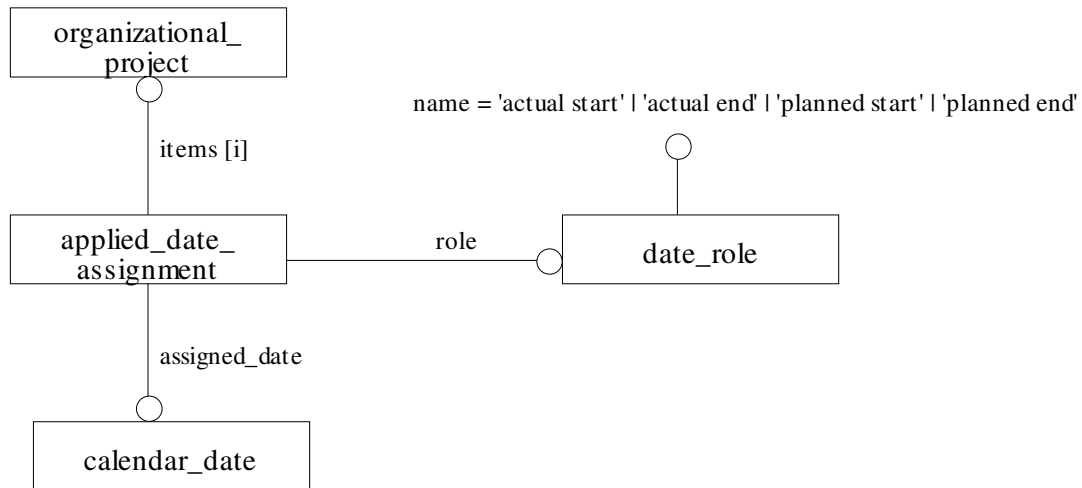 organizational_
project
name = 'actual start' | 'actual end' | 'planned start' | 'planned end'
items [i]
applied_date_
assignment
role
date_role
assigned_date
calendar_date